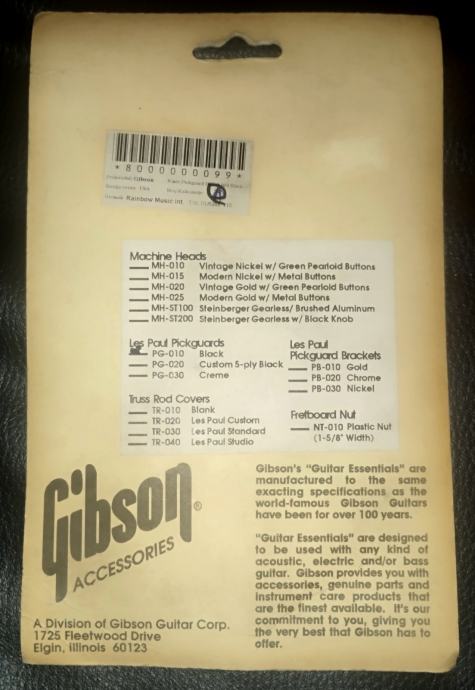 *8000000099*
Gibson
Rainbow Music Int.
Machine Heads
MH-010 Vintage Nickel w/ Green Pearloid Buttons
MH-015 Modern Nickel w/ Metal Buttons
MH-020 Vintage Gold w/ Green Pearloid Buttons
MH-025 Modern Gold w/ Metal Buttons
MH-ST100 Steinberger Gearless/ Brushed Aluminum
MH-ST200 Steinberger Gearless w/ Black Knob
Les Paul Pickguards
PG-010 Black
PG-020 Custom 5-ply Black
PG-030 Creme
Les Paul
Pickguard Brackets
PB-010 Gold
PB-020 Chrome
PB-030 Nickel
Truss Rod Covers
TR-010 Blank
TR-020 Les Paul Custom
TR-030 Les Paul Standard
TR-040 Les Paul Studio
Fretboard Nut
NT-010 Plastic Nut
(1-5/8" Width)
Gibson®
ACCESSORIES
A Division of Gibson Guitar Corp.
1725 Fleetwood Drive
Elgin, Illinois 60123
Gibson's "Guitar Essentials" are
manufactured to the same
exacting specifications as the
world-famous Gibson Guitars
have been for over 100 years.
"Guitar Essentials" are designed
to be used with any kind of
acoustic, electric and/or bass
guitar. Gibson provides you with
accessories, genuine parts and
instrument care products that
are the finest available. It's our
commitment to you, giving you
the very best that Gibson has to
offer.